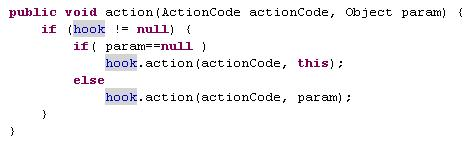 public void action(ActionCode actionCode, Object param) {
    if (hook != null) {
        if( param==null )
            hook.action(actionCode, this);
        else
            hook.action(actionCode, param);
    }
}